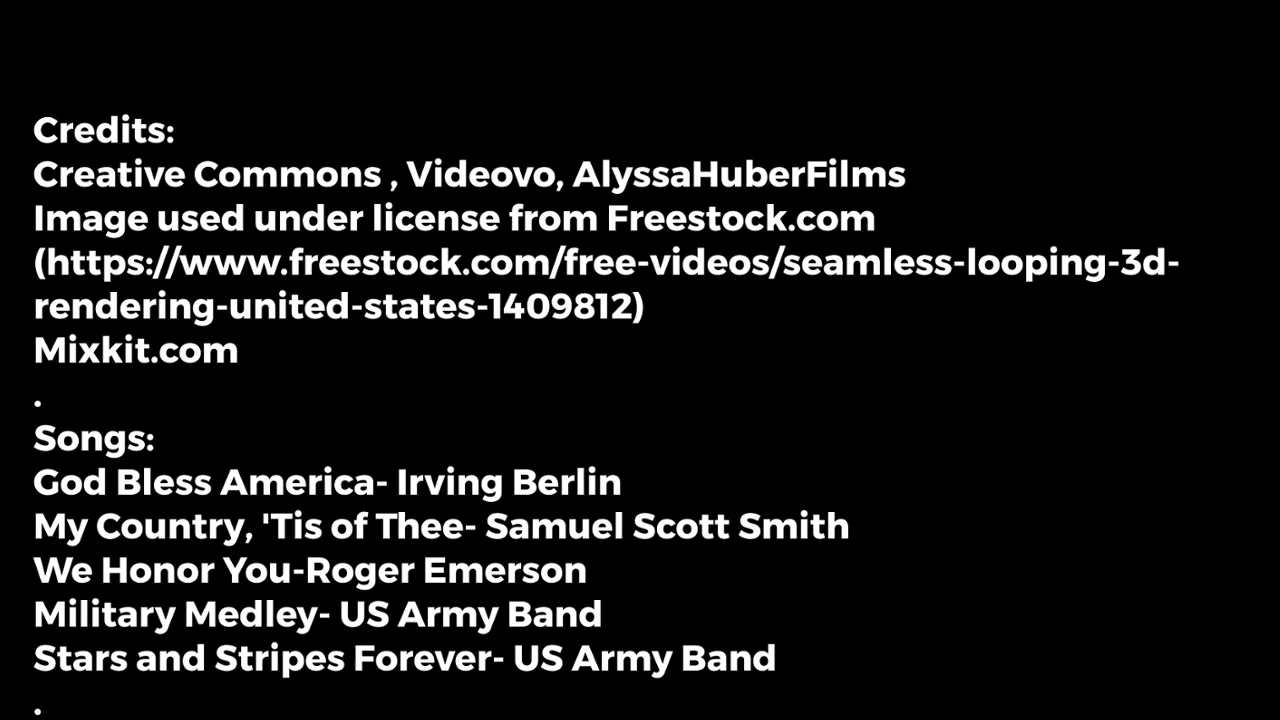 Credits:
Creative Commons , Videovo, AlyssaHuberFilms
Image used under license from Freestock.com
(https://www.freestock.com/free-videos/seamless-looping-3d-
rendering-united-states-1409812)
Mixkit.com
.
Songs:
God Bless America- Irving Berlin
My Country, 'Tis of Thee- Samuel Scott Smith
We Honor You-Roger Emerson
Military Medley- US Army Band
Stars and Stripes Forever- US Army Band
.